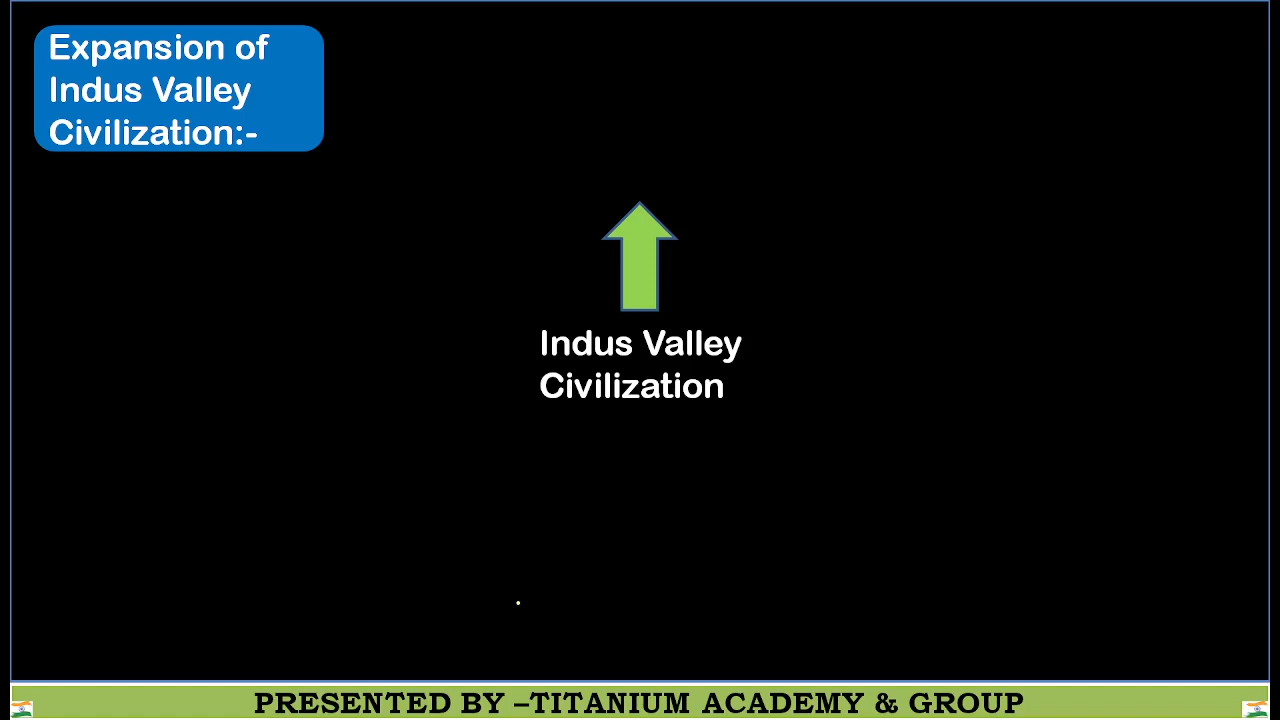 Expansion of
Indus Valley
Civilization:-
Indus Valley
Civilization
PRESENTED BY –TITANIUM ACADEMY & GROUP